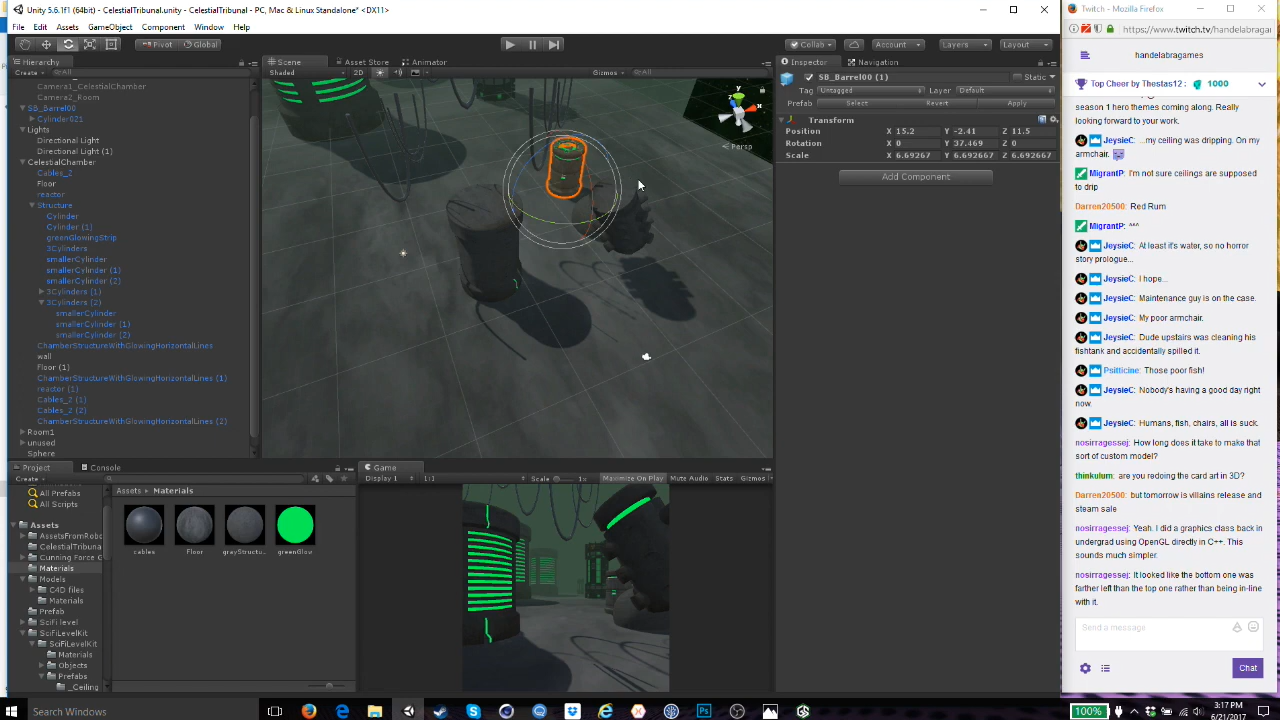 Unity 5.6.1f1 (64bit) - CelestialTribunal.unity - CelestialTribunal - PC, Mac & Linux Standalone* <DX11>
File Edit Assets GameObject Component Window Help
Pivot Global
Collab Account Layers Layout
Hierarchy
Create All
Camera1_CelestialChamber
Camera2_Room
SB_Barrel00
Lights
Directional Light
Directional Light (1)
CelestialChamber
Cables_2
Floor
reactor
Structure
Cylinder
Cylinder (1)
greenGlowingStrip
3Cylinders
smallerCylinder
smallerCylinder (1)
smallerCylinder (2)
3Cylinders (1)
3Cylinders (2)
smallerCylinder
smallerCylinder (1)
smallerCylinder (2)
ChamberStructureWithGlowingHorizontalLines
wall
Floor (1)
ChamberStructureWithGlowingHorizontalLines (1)
reactor (1)
Cables_2 (1)
Cables_2 (2)
ChamberStructureWithGlowingHorizontalLines (2)
Room1
unused
Sphere
Scene Asset Store Animator
Shaded 2D Gizmos All
y
x
Persp
Inspector Navigation
SB_Barrel00 (1) Static
Tag Untagged Layer Default
Prefab Select Revert Apply
Transform
Position X 15.2 Y -2.41 Z 11.5
Rotation X 0 Y 37.469 Z 0
Scale X 6.692667 Y 6.692667 Z 6.692667
Add Component
Project Console
Create
All Prefabs
All Scripts
Assets
AssetsFromRobo
CelestialTribuna
Cunning Force G
Materials
Models
C4D files
Materials
Prefab
SciFi level
SciFiLevelKit
SciFiLevelKit
Materials
Objects
Prefabs
_Ceiling
Assets Materials
cables Floor grayStructu... greenGlow
Game
Display 1 1:1 Scale 1x Maximize On Play Mute Audio Stats Gizmos
Twitch - Mozilla Firefox
https://www.twitch.tv/handelabragam
handelabragames
Top Cheer by Thestas12: 1000
season 1 hero themes coming along. Really
looking forward to your work.
JeysieC: ...my ceiling was dripping. On my
armchair.
MigrantP: I'm not sure ceilings are supposed
to drip
Darren20500: Red Rum
MigrantP: ^^^
JeysieC: At least it's water, so no horror
story prologue...
JeysieC: I hope...
JeysieC: Maintenance guy is on the case.
JeysieC: My poor armchair.
JeysieC: Dude upstairs was cleaning his
fishtank and accidentally spilled it.
Psitticine: Those poor fish!
JeysieC: Nobody's having a good day right
now.
JeysieC: Humans, fish, chairs, all is suck.
nosirragesej: How long does it take to make that
sort of custom model?
thinkulum: are you redoing the card art in 3D?
Darren20500: but tomorrow is villains release and
steam sale
nosirragesej: Yeah. I did a graphics class back in
undergrad using OpenGL directly in C++. This
sounds much simpler.
nosirragesej: It looked like the bottom one was
farther left than the top one rather than being in-line
with it.
Send a message
Chat
Search Windows
100%
3:17 PM